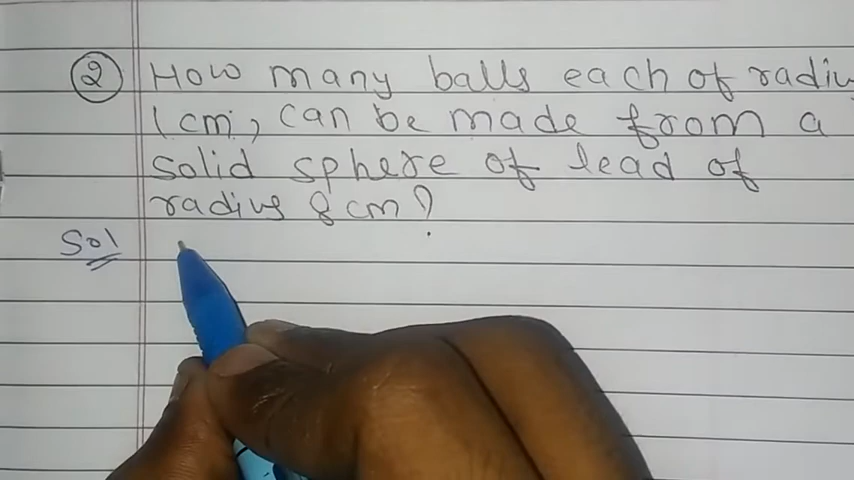 2 How many balls each of radiu
1 cm, can be made from a
solid sphere of lead of
radius 8 cm?
Sol